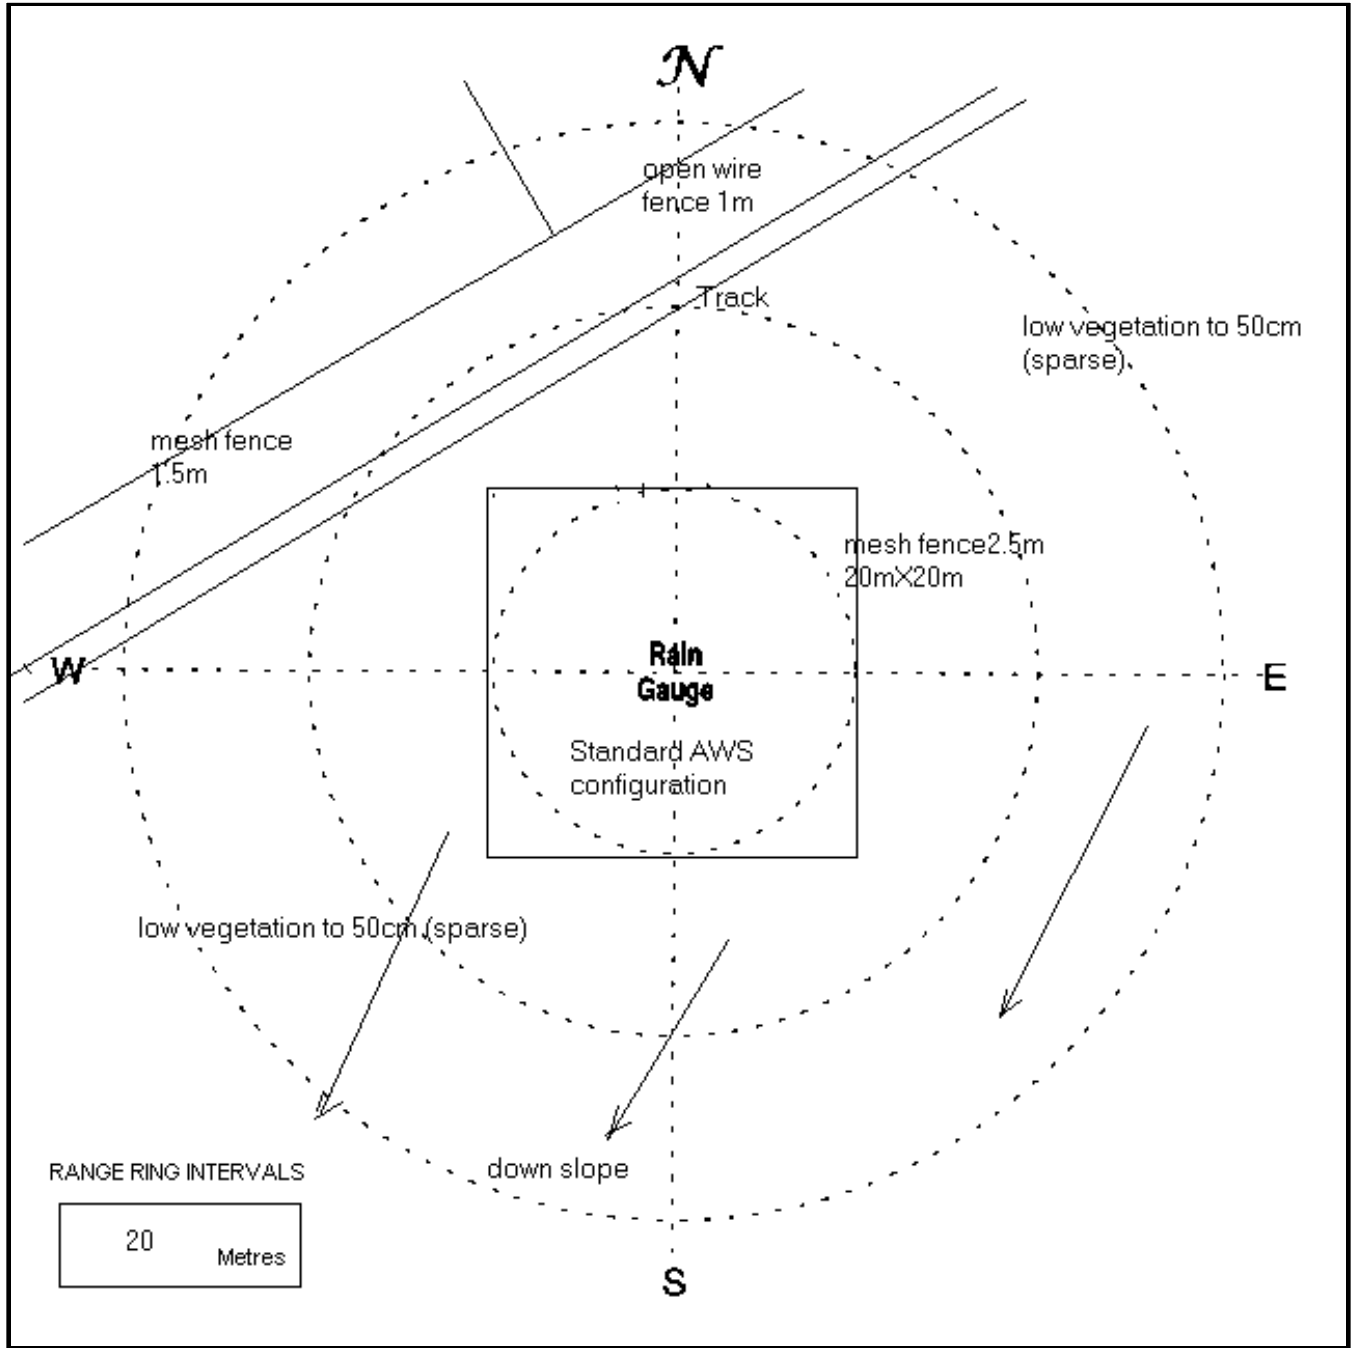 N
open wire
fence 1m
Track
low vegetation to 50cm
(sparse)
mesh fence
1.5m
mesh fence2.5m
20mX20m
Rain
Gauge
W
E
Standard AWS
configuration
low vegetation to 50cm (sparse)
down slope
RANGE RING INTERVALS
20 Metres
S